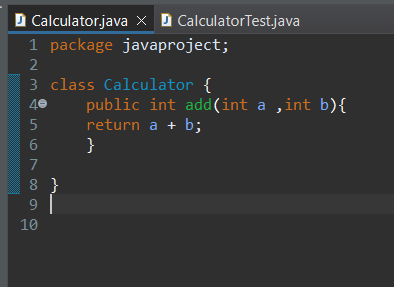 Calculator.java CalculatorTest.java
1 package javaproject;
2
3 class Calculator {
4 public int add(int a ,int b){
5 return a + b;
6 }
7
8 }
9
10